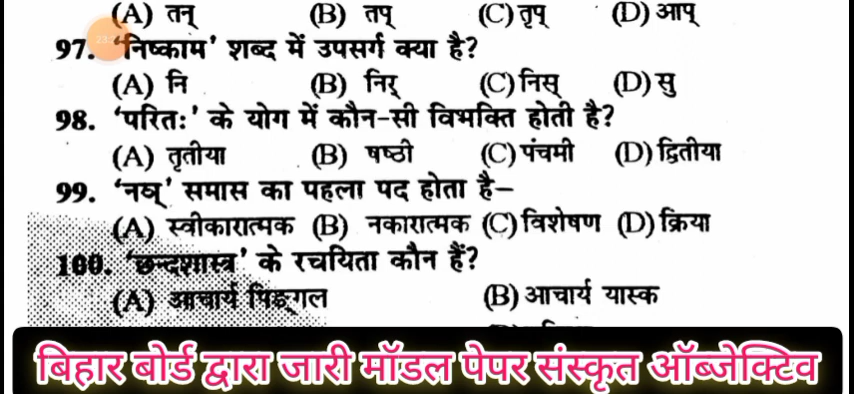 (A) तन् (B) तप् (C) तृप् (D) आप्
97. 'निष्काम' शब्द में उपसर्ग क्या है?
(A) नि (B) निर् (C) निस् (D) सु
98. 'परितः' के योग में कौन-सी विभक्ति होती है?
(A) तृतीया (B) षष्ठी (C) पंचमी (D) द्वितीया
99. 'नञ्' समास का पहला पद होता है–
(A) स्वीकारात्मक (B) नकारात्मक (C) विशेषण (D) क्रिया
100. 'छन्दशास्त्र' के रचयिता कौन हैं?
(A) आचार्य पिङ्गल (B) आचार्य यास्क
बिहार बोर्ड द्वारा जारी मॉडल पेपर संस्कृत ऑब्जेक्टिव